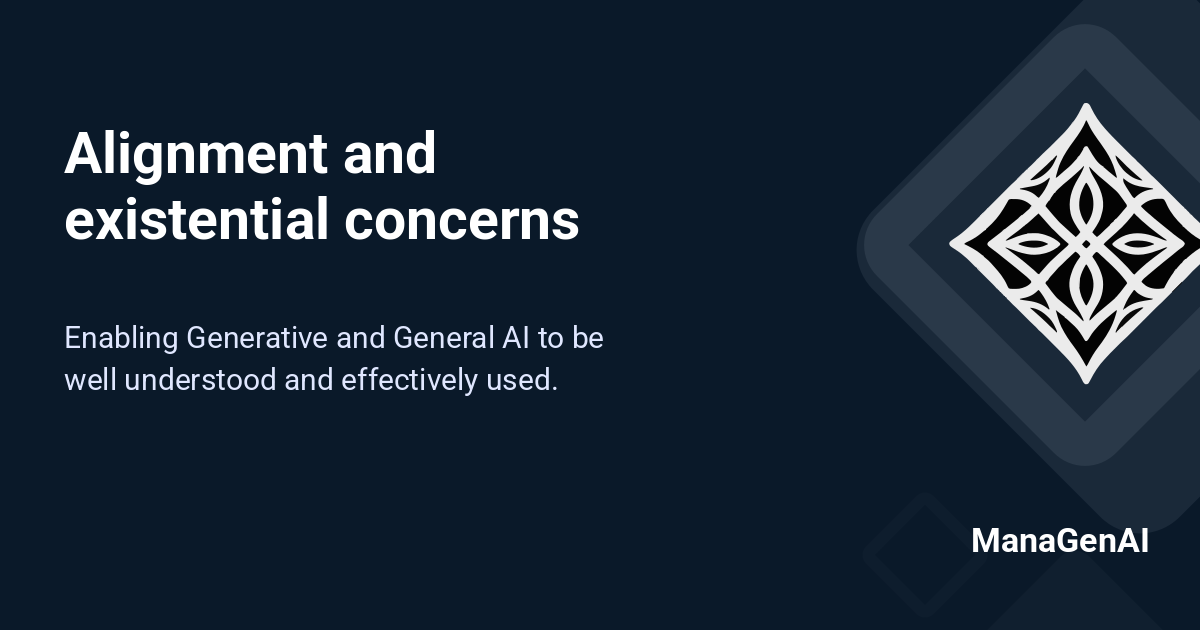 Alignment and
existential concerns
Enabling Generative and General AI to be
well understood and effectively used.
ManaGenAI